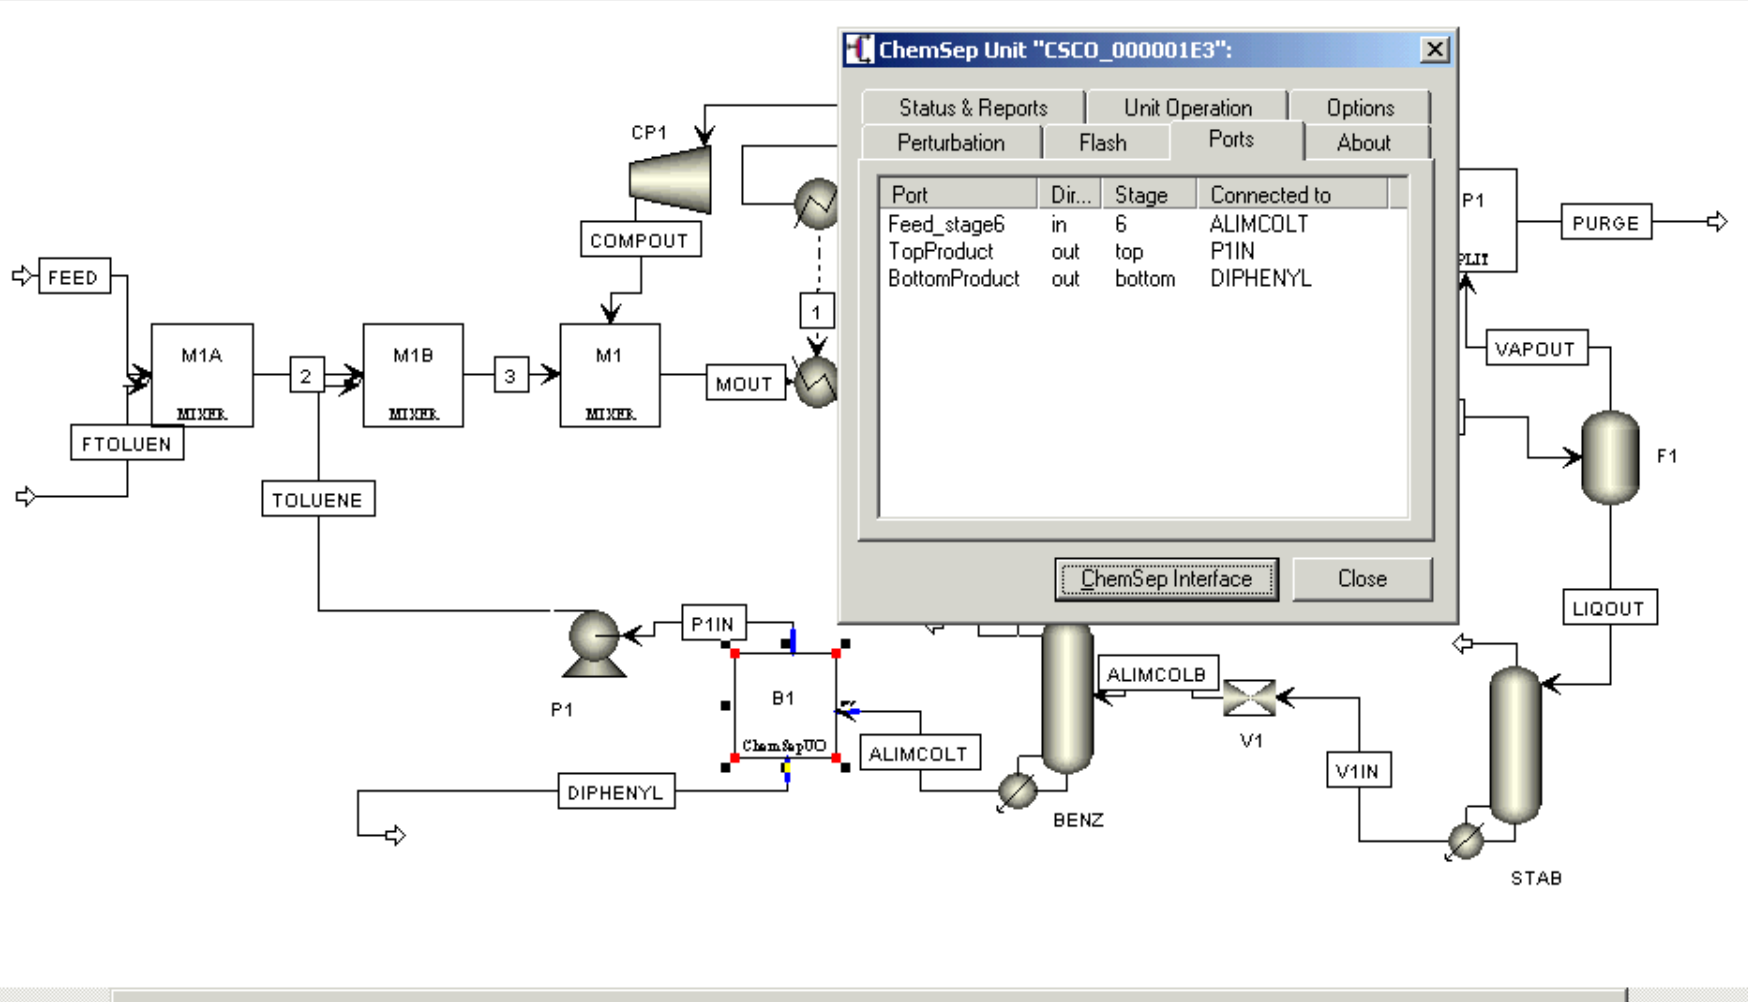 ChemSep Unit "CSCO_000001E3":
Status & Reports Unit Operation Options
Perturbation Flash Ports About
Port Dir... Stage Connected to
Feed_stage6 in 6 ALIMCOLT
TopProduct out top P1IN
BottomProduct out bottom DIPHENYL
ChemSep Interface Close
CP1
COMPOUT
FEED
1
M1A
MIXER
2
M1B
MIXER
3
M1
MIXER
MOUT
FTOLUEN
TOLUENE
P1
PLIT
PURGE
VAPOUT
F1
LIQOUT
P1IN
P1
B1
ChemSepUO
ALIMCOLT
DIPHENYL
ALIMCOLB
BENZ
V1
V1IN
STAB